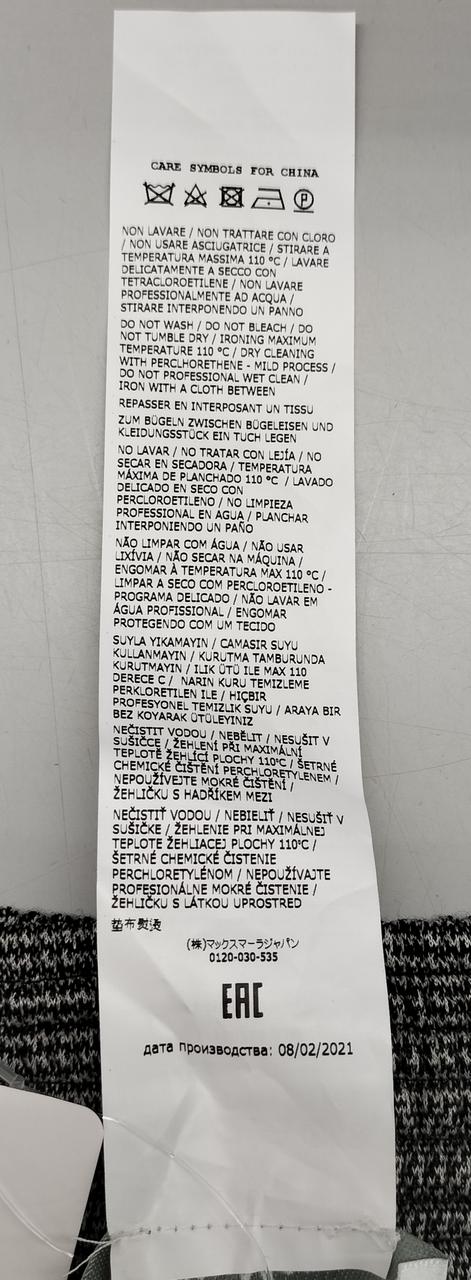 CARE SYMBOLS FOR CHINA
P
NON LAVARE / NON TRATTARE CON CLORO
/ NON USARE ASCIUGATRICE / STIRARE A
TEMPERATURA MASSIMA 110 °C / LAVARE
DELICATAMENTE A SECCO CON
TETRACLOROETILENE / NON LAVARE
PROFESSIONALMENTE AD ACQUA /
STIRARE INTERPONENDO UN PANNO
DO NOT WASH / DO NOT BLEACH / DO
NOT TUMBLE DRY / IRONING MAXIMUM
TEMPERATURE 110 °C / DRY CLEANING
WITH PERCLHORETHENE - MILD PROCESS /
DO NOT PROFESSIONAL WET CLEAN /
IRON WITH A CLOTH BETWEEN
REPASSER EN INTERPOSANT UN TISSU
ZUM BÜGELN ZWISCHEN BÜGELEISEN UND
KLEIDUNGSSTÜCK EIN TUCH LEGEN
NO LAVAR / NO TRATAR CON LEJÍA / NO
SECAR EN SECADORA / TEMPERATURA
MÁXIMA DE PLANCHADO 110 °C / LAVADO
DELICADO EN SECO CON
PERCLOROETILENO / NO LIMPIEZA
PROFESSIONAL EN AGUA / PLANCHAR
INTERPONIENDO UN PAÑO
NÃO LIMPAR COM ÁGUA / NÃO USAR
LIXÍVIA / NÃO SECAR NA MÁQUINA /
ENGOMAR À TEMPERATURA MAX 110 °C /
LIMPAR A SECO COM PERCLOROETILENO -
PROGRAMA DELICADO / NÃO LAVAR EM
ÁGUA PROFISSIONAL / ENGOMAR
PROTEGENDO COM UM TECIDO
SUYLA YIKAMAYIN / CAMASIR SUYU
KULLANMAYIN / KURUTMA TAMBURUNDA
KURUTMAYIN / ILIK ÜTÜ ILE MAX 110
DERECE C / NARIN KURU TEMIZLEME
PERKLORETILEN ILE / HIÇBIR
PROFESYONEL TEMIZLIK SUYU / ARAYA BIR
BEZ KOYARAK ÜTÜLEYINIZ
NEČISTIT VODOU / NEBĚLIT / NESUŠIT V
SUŠIČCE / ŽEHLENÍ PŘI MAXIMÁLNÍ
TEPLOTĚ ŽEHLÍCÍ PLOCHY 110°C / ŠETRNÉ
CHEMICKÉ ČIŠTĚNÍ PERCHLORETYLENEM /
NEPOUŽÍVEJTE MOKRÉ ČIŠTĚNÍ /
ŽEHLIČKU S HADŘÍKEM MEZI
NEČISTIŤ VODOU / NEBIELIŤ / NESUŠIŤ V
SUŠIČKE / ŽEHLENIE PRI MAXIMÁLNEJ
TEPLOTE ŽEHLIACEJ PLOCHY 110°C /
ŠETRNÉ CHEMICKÉ ČISTENIE
PERCHLORETYLÉNOM / NEPOUŽÍVAJTE
PROFESIONÁLNE MOKRÉ ČISTENIE /
ŽEHLIČKU S LÁTKOU UPROSTRED
垫布熨烫
(株)マックスマーラジャパン
0120-030-535
EAC
дата производства: 08/02/2021